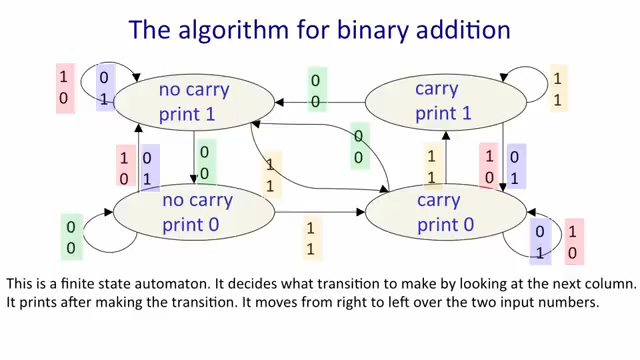 The algorithm for binary addition
1 0
0 1
no carry
print 1
0
0
carry
print 1
1
1
1 0
0 1
0
0
1
1
0
0
1
1
1 0
0 1
0
0
no carry
print 0
1
1
carry
print 0
0 1
1 0
This is a finite state automaton. It decides what transition to make by looking at the next column.
It prints after making the transition. It moves from right to left over the two input numbers.